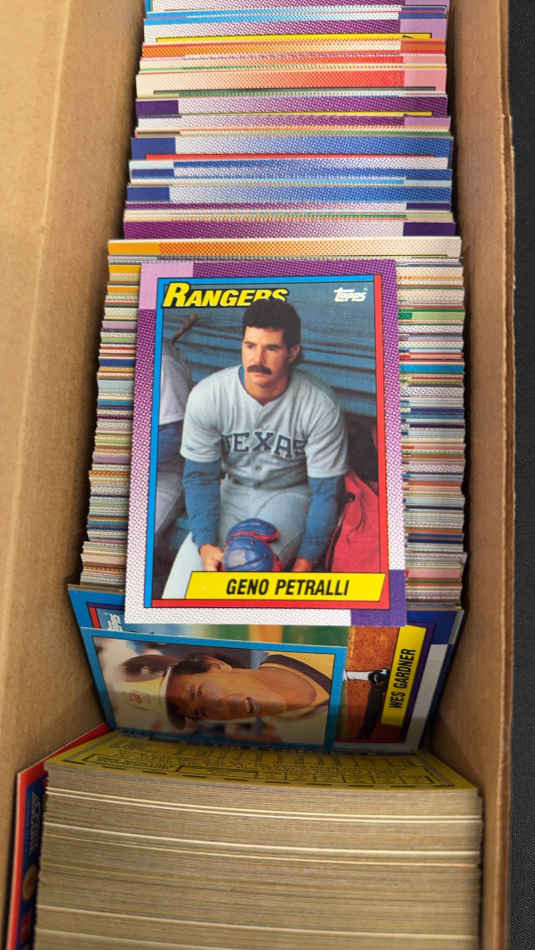 RANGERS
TOPPS
TEXAS
GENO PETRALLI
WES GARDNER